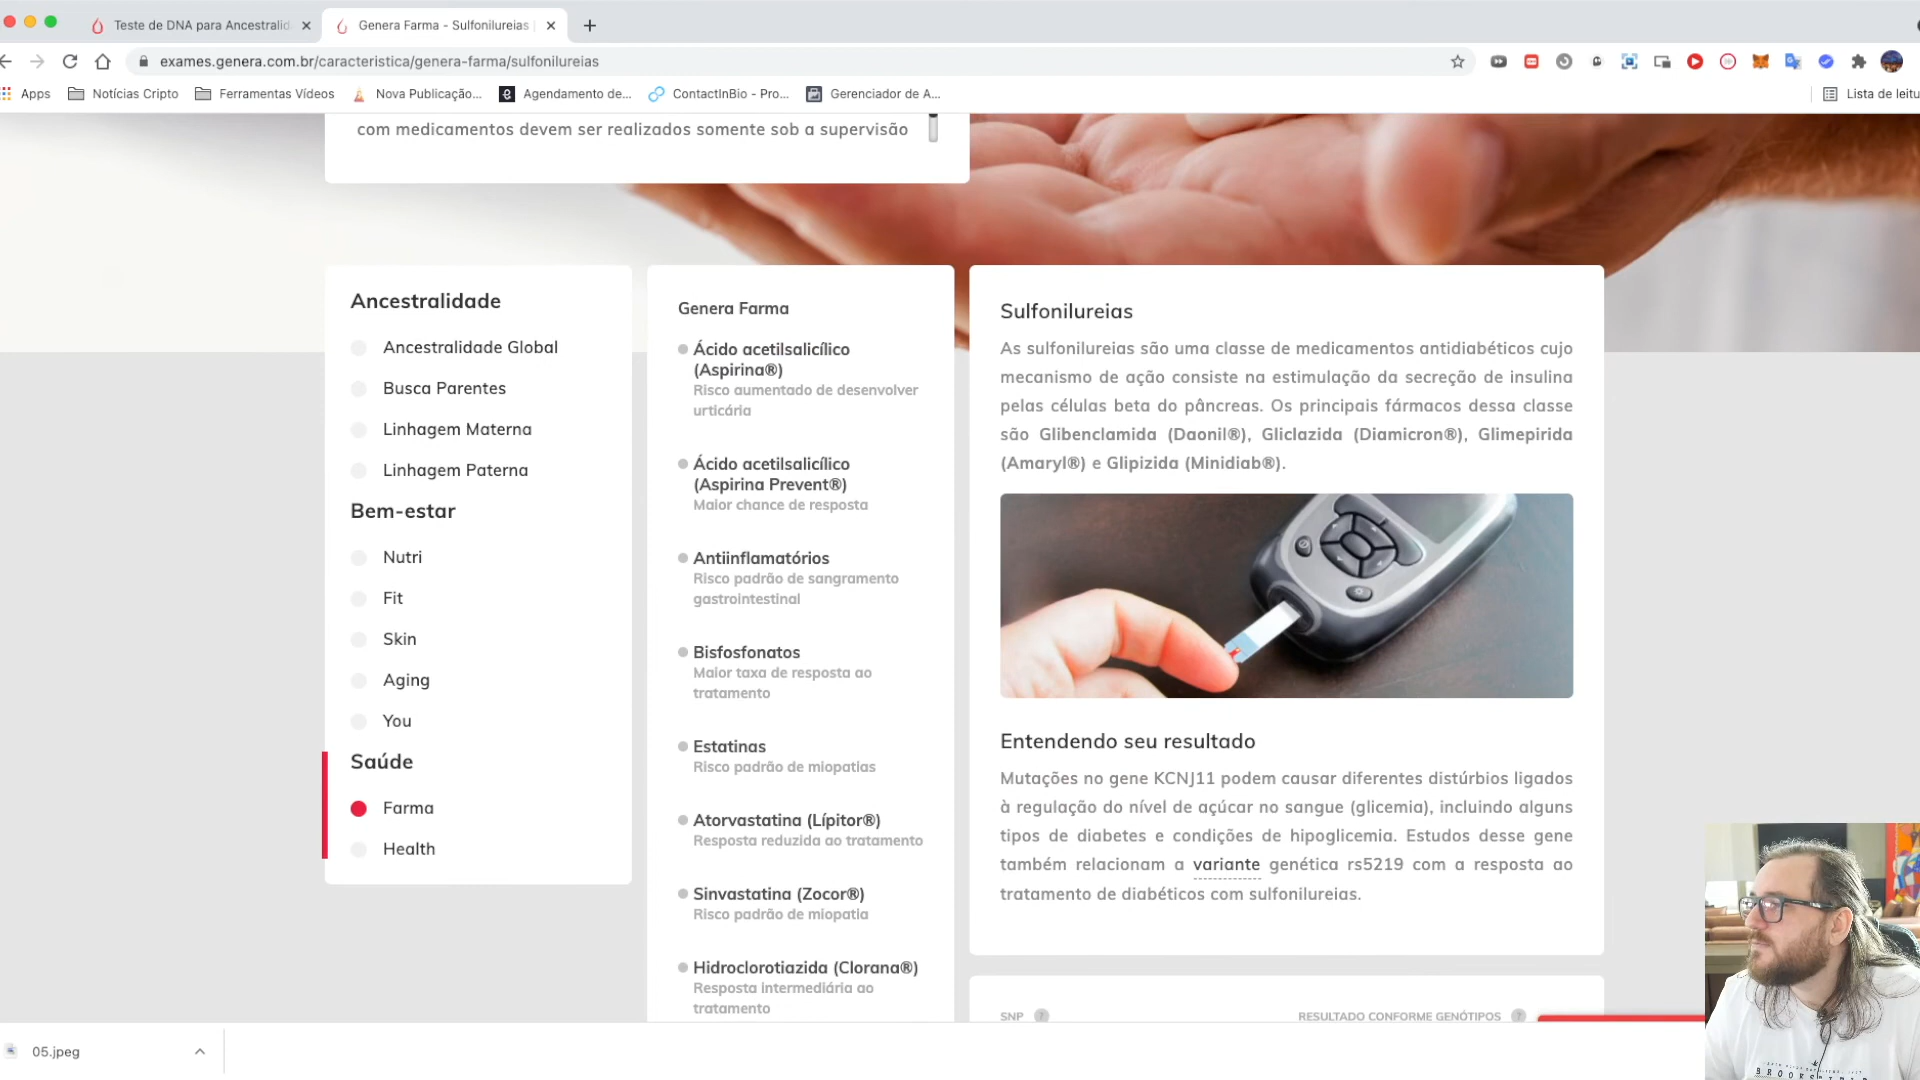 Teste de DNA para Ancestralid
Genera Farma - Sulfonilureias |
exames.genera.com.br/caracteristica/genera-farma/sulfonilureias
Apps
Notícias Cripto
Ferramentas Vídeos
Nova Publicação...
Agendamento de...
ContactInBio - Pro...
Gerenciador de A...
Lista de leitu
com medicamentos devem ser realizados somente sob a supervisão
Ancestralidade
Ancestralidade Global
Busca Parentes
Linhagem Materna
Linhagem Paterna
Bem-estar
Nutri
Fit
Skin
Aging
You
Saúde
Farma
Health
Genera Farma
Ácido acetilsalicílico
(Aspirina®)
Risco aumentado de desenvolver
urticária
Ácido acetilsalicílico
(Aspirina Prevent®)
Maior chance de resposta
Antiinflamatórios
Risco padrão de sangramento
gastrointestinal
Bisfosfonatos
Maior taxa de resposta ao
tratamento
Estatinas
Risco padrão de miopatias
Atorvastatina (Lípitor®)
Resposta reduzida ao tratamento
Sinvastatina (Zocor®)
Risco padrão de miopatia
Hidroclorotiazida (Clorana®)
Resposta intermediária ao
tratamento
Sulfonilureias
As sulfonilureias são uma classe de medicamentos antidiabéticos cujo
mecanismo de ação consiste na estimulação da secreção de insulina
pelas células beta do pâncreas. Os principais fármacos dessa classe
são Glibenclamida (Daonil®), Gliclazida (Diamicron®), Glimepirida
(Amaryl®) e Glipizida (Minidiab®).
Entendendo seu resultado
Mutações no gene KCNJ11 podem causar diferentes distúrbios ligados
à regulação do nível de açúcar no sangue (glicemia), incluindo alguns
tipos de diabetes e condições de hipoglicemia. Estudos desse gene
também relacionam a variante genética rs5219 com a resposta ao
tratamento de diabéticos com sulfonilureias.
SNP ?
RESULTADO CONFORME GENÓTIPOS ?
05.jpeg